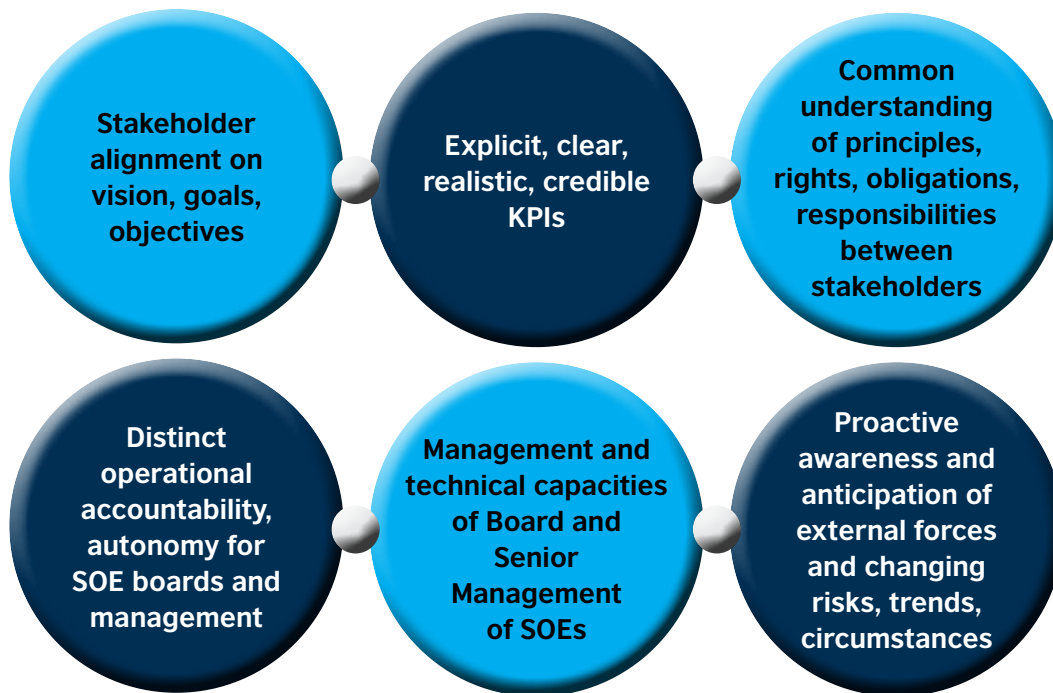 Stakeholder
alignment on
vision, goals,
objectives
Explicit, clear,
realistic, credible
KPIs
Common
understanding
of principles,
rights, obligations,
responsibilities
between
stakeholders
Distinct
operational
accountability,
autonomy for
SOE boards and
management
Management and
technical capacities
of Board and
Senior
Management
of SOEs
Proactive
awareness and
anticipation of
external forces
and changing
risks, trends,
circumstances